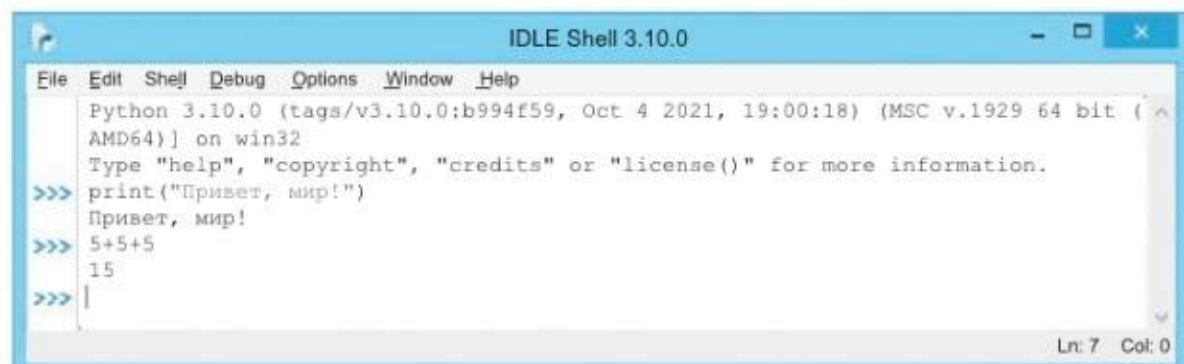 IDLE Shell 3.10.0
File Edit Shell Debug Options Window Help
Python 3.10.0 (tags/v3.10.0:b994f59, Oct 4 2021, 19:00:18) (MSC v.1929 64 bit (
AMD64)] on win32
Type "help", "copyright", "credits" or "license()" for more information.
>>> print("Привет, мир!")
Привет, мир!
>>> 5+5+5
15
>>>
Ln: 7 Col: 0